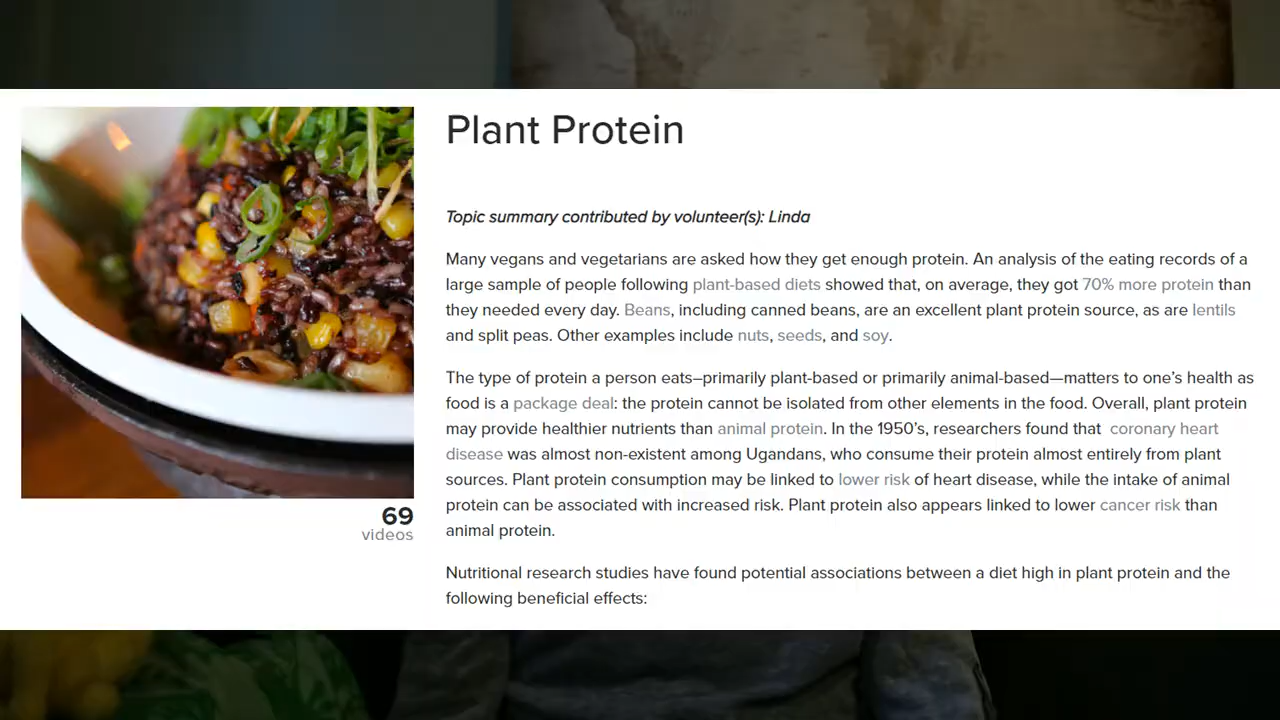 Plant Protein
Topic summary contributed by volunteer(s): Linda
Many vegans and vegetarians are asked how they get enough protein. An analysis of the eating records of a
large sample of people following plant-based diets showed that, on average, they got 70% more protein than
they needed every day. Beans, including canned beans, are an excellent plant protein source, as are lentils
and split peas. Other examples include nuts, seeds, and soy.
The type of protein a person eats–primarily plant-based or primarily animal-based—matters to one’s health as
food is a package deal: the protein cannot be isolated from other elements in the food. Overall, plant protein
may provide healthier nutrients than animal protein. In the 1950’s, researchers found that coronary heart
disease was almost non-existent among Ugandans, who consume their protein almost entirely from plant
sources. Plant protein consumption may be linked to lower risk of heart disease, while the intake of animal
protein can be associated with increased risk. Plant protein also appears linked to lower cancer risk than
animal protein.
Nutritional research studies have found potential associations between a diet high in plant protein and the
following beneficial effects:
69
videos